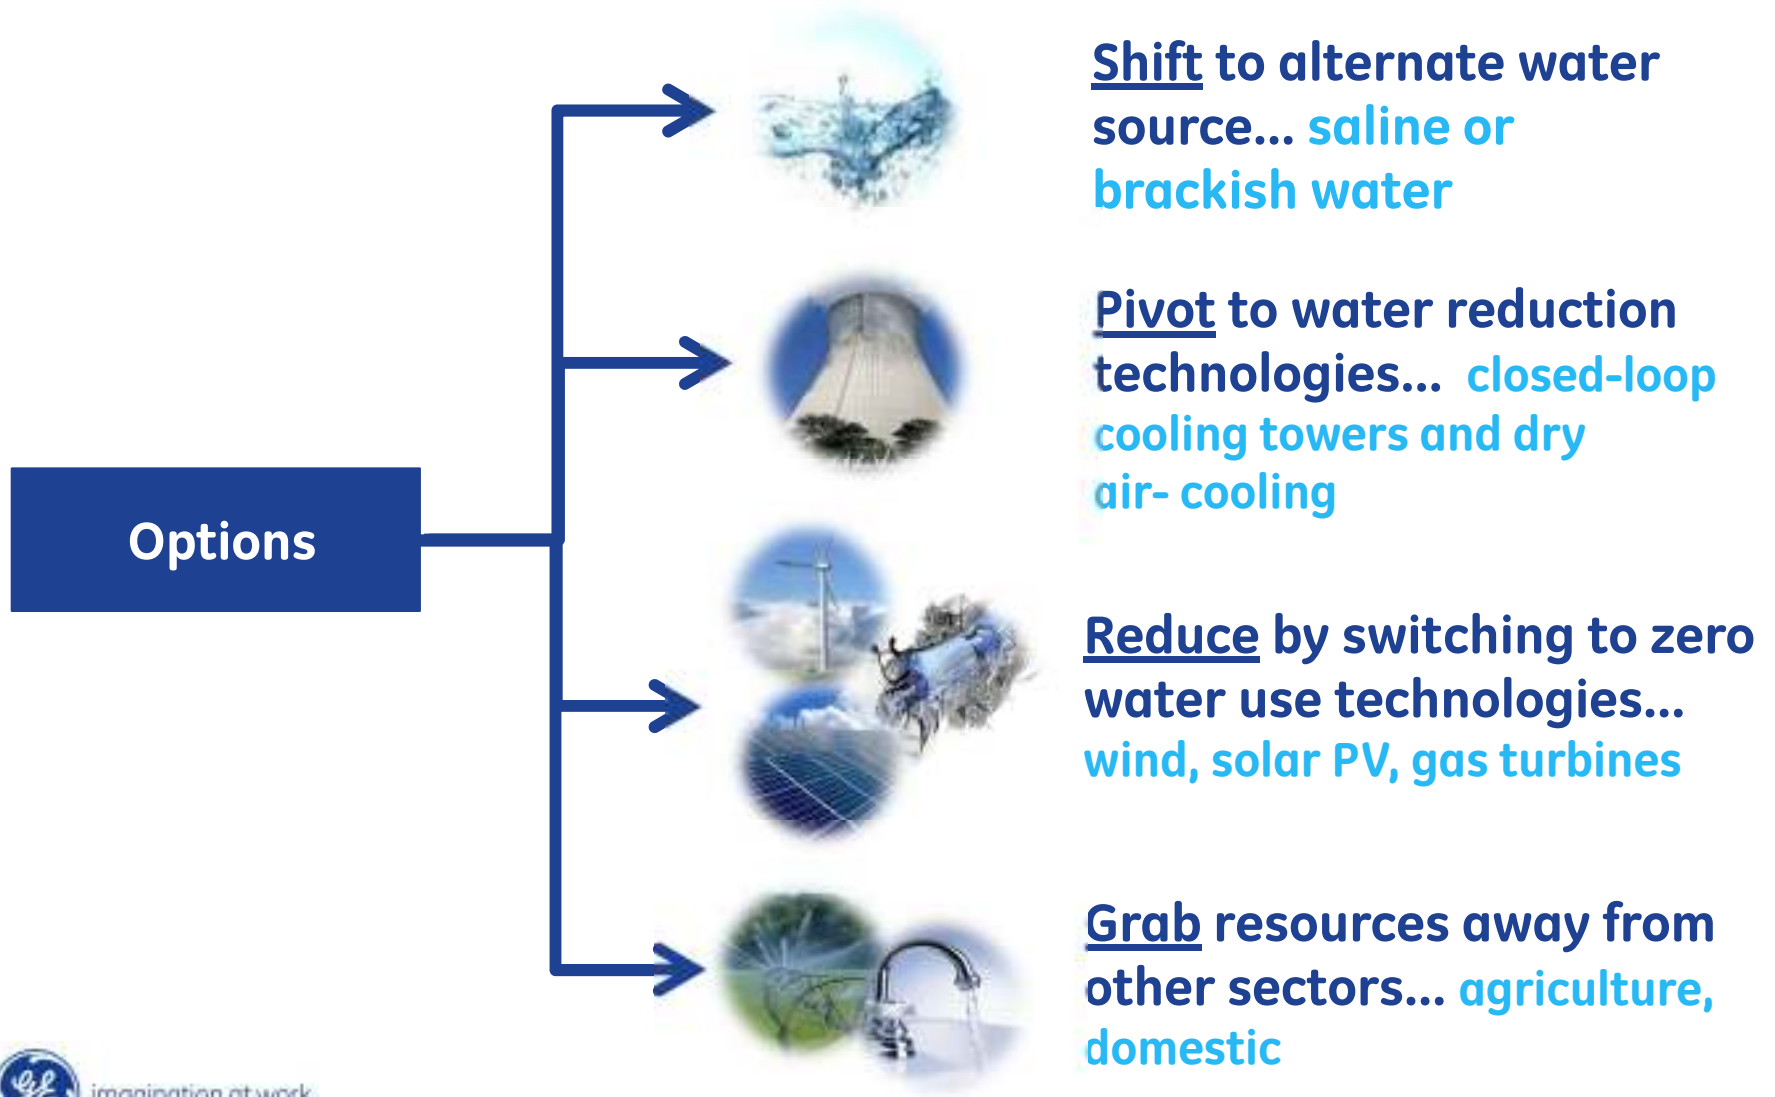 Shift to alternate water
source... saline or
brackish water
Pivot to water reduction
technologies... closed-loop
cooling towers and dry
air- cooling
Options
Reduce by switching to zero
water use technologies...
wind, solar PV, gas turbines
Grab resources away from
other sectors... agriculture,
domestic
imagination at work